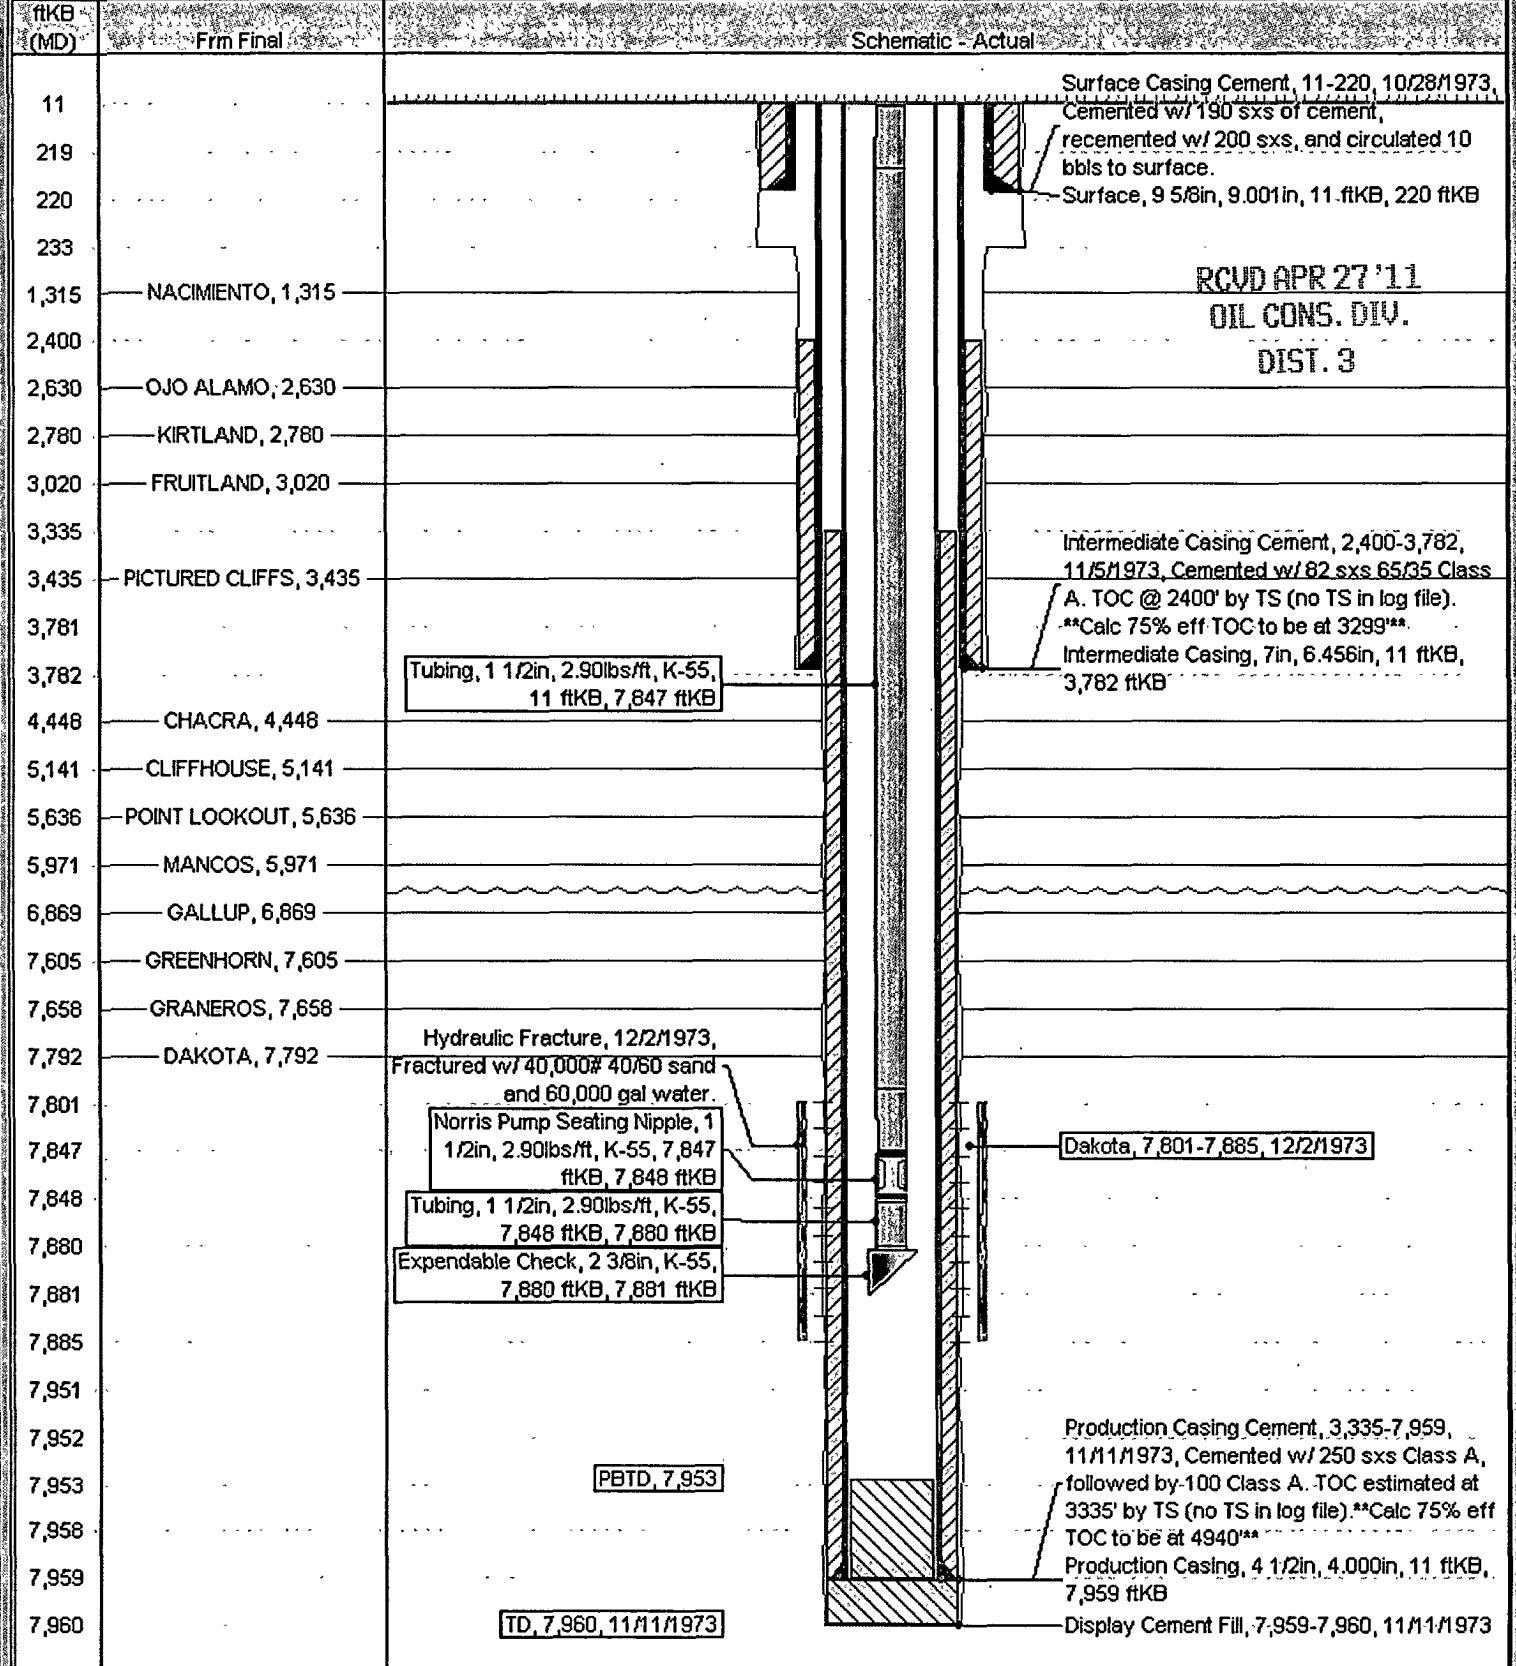 ftKB
(MD)
Frm Final
Schematic - Actual
11
219
220
233
1,315
2,400
2,630
2,780
3,020
3,335
3,435
3,781
3,782
4,448
5,141
5,636
5,971
6,869
7,605
7,658
7,792
7,801
7,847
7,848
7,880
7,881
7,885
7,951
7,952
7,953
7,958
7,959
7,960
NACIMIENTO, 1,315
OJO ALAMO, 2,630
KIRTLAND, 2,780
FRUITLAND, 3,020
PICTURED CLIFFS, 3,435
CHACRA, 4,448
CLIFFHOUSE, 5,141
POINT LOOKOUT, 5,636
MANCOS, 5,971
GALLUP, 6,869
GREENHORN, 7,605
GRANEROS, 7,658
DAKOTA, 7,792
Tubing, 1 1/2in, 2.90lbs/ft, K-55,
11 ftKB, 7,847 ftKB
Hydraulic Fracture, 12/2/1973,
Fractured w/ 40,000# 40/60 sand
and 60,000 gal water.
Norris Pump Seating Nipple, 1
1/2in, 2.90lbs/ft, K-55, 7,847
ftKB, 7,848 ftKB
Tubing, 1 1/2in, 2.90lbs/ft, K-55,
7,848 ftKB, 7,880 ftKB
Expendable Check, 2 3/8in, K-55,
7,880 ftKB, 7,881 ftKB
PBTD, 7,953
TD, 7,960, 11/11/1973
Surface Casing Cement, 11-220, 10/28/1973,
Cemented w/ 190 sxs of cement,
recemented w/ 200 sxs, and circulated 10
bbls to surface.
Surface, 9 5/8in, 9.001in, 11 ftKB, 220 ftKB
RCVD APR 27 '11
OIL CONS. DIV.
DIST. 3
Intermediate Casing Cement, 2,400-3,782,
11/5/1973, Cemented w/ 82 sxs 65/35 Class
A. TOC @ 2400' by TS (no TS in log file).
**Calc 75% eff TOC to be at 3299'**
Intermediate Casing, 7in, 6.456in, 11 ftKB,
3,782 ftKB
Dakota, 7,801-7,885, 12/2/1973
Production Casing Cement, 3,335-7,959,
11/11/1973, Cemented w/ 250 sxs Class A,
followed by 100 Class A. TOC estimated at
3335' by TS (no TS in log file).**Calc 75% eff
TOC to be at 4940'**
Production Casing, 4 1/2in, 4.000in, 11 ftKB,
7,959 ftKB
Display Cement Fill, 7,959-7,960, 11/11/1973